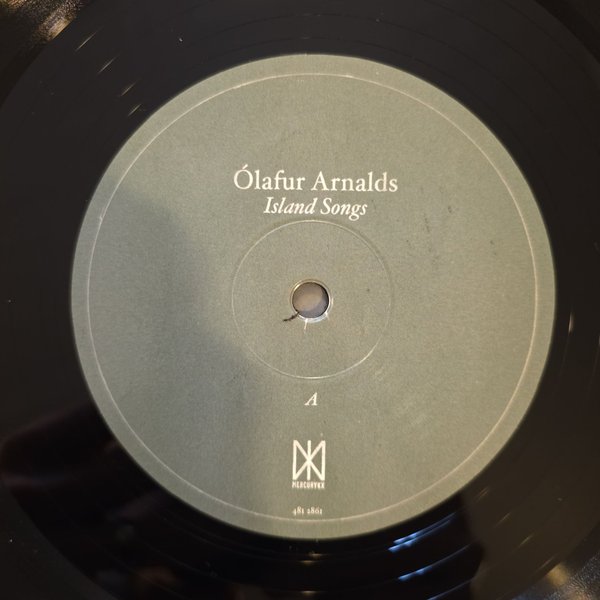 Ólafur Arnalds
Island Songs
A
MERCURYKX
481 2861